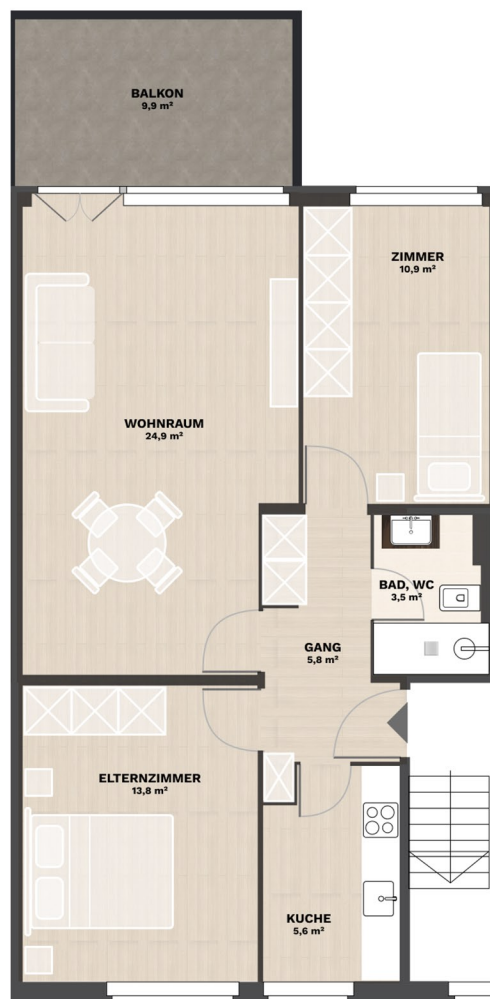 BALKON
9,9 m²
ZIMMER
10,9 m²
WOHNRAUM
24,9 m²
BAD, WC
3,5 m²
GANG
5,8 m²
ELTERNZIMMER
13,8 m²
KUCHE
5,6 m²